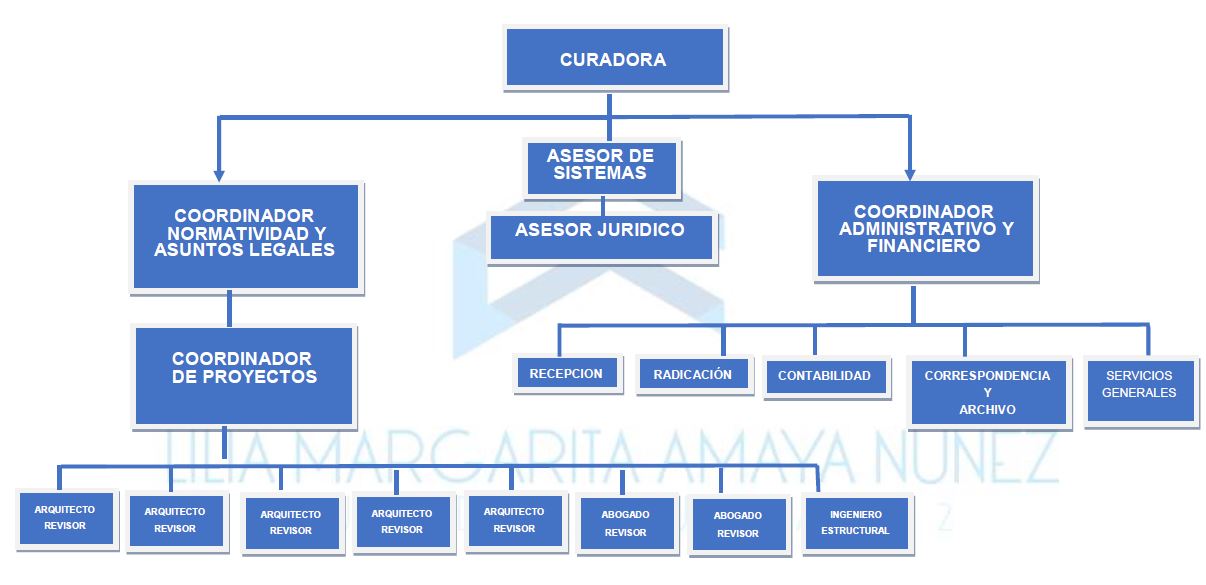 CURADORA
ASESOR DE
SISTEMAS
ASESOR JURIDICO
COORDINADOR
NORMATIVIDAD Y
ASUNTOS LEGALES
COORDINADOR
ADMINISTRATIVO Y
FINANCIERO
COORDINADOR
DE PROYECTOS
RECEPCION
RADICACIÓN
CONTABILIDAD
CORRESPONDENCIA
Y
ARCHIVO
SERVICIOS
GENERALES
LILIA MARGARITA AMAYA NUÑEZ
ARQUITECTO
REVISOR
ARQUITECTO
REVISOR
ARQUITECTO
REVISOR
ARQUITECTO
REVISOR
ARQUITECTO
REVISOR
ABOGADO
REVISOR
ABOGADO
REVISOR
INGENIERO
ESTRUCTURAL
2